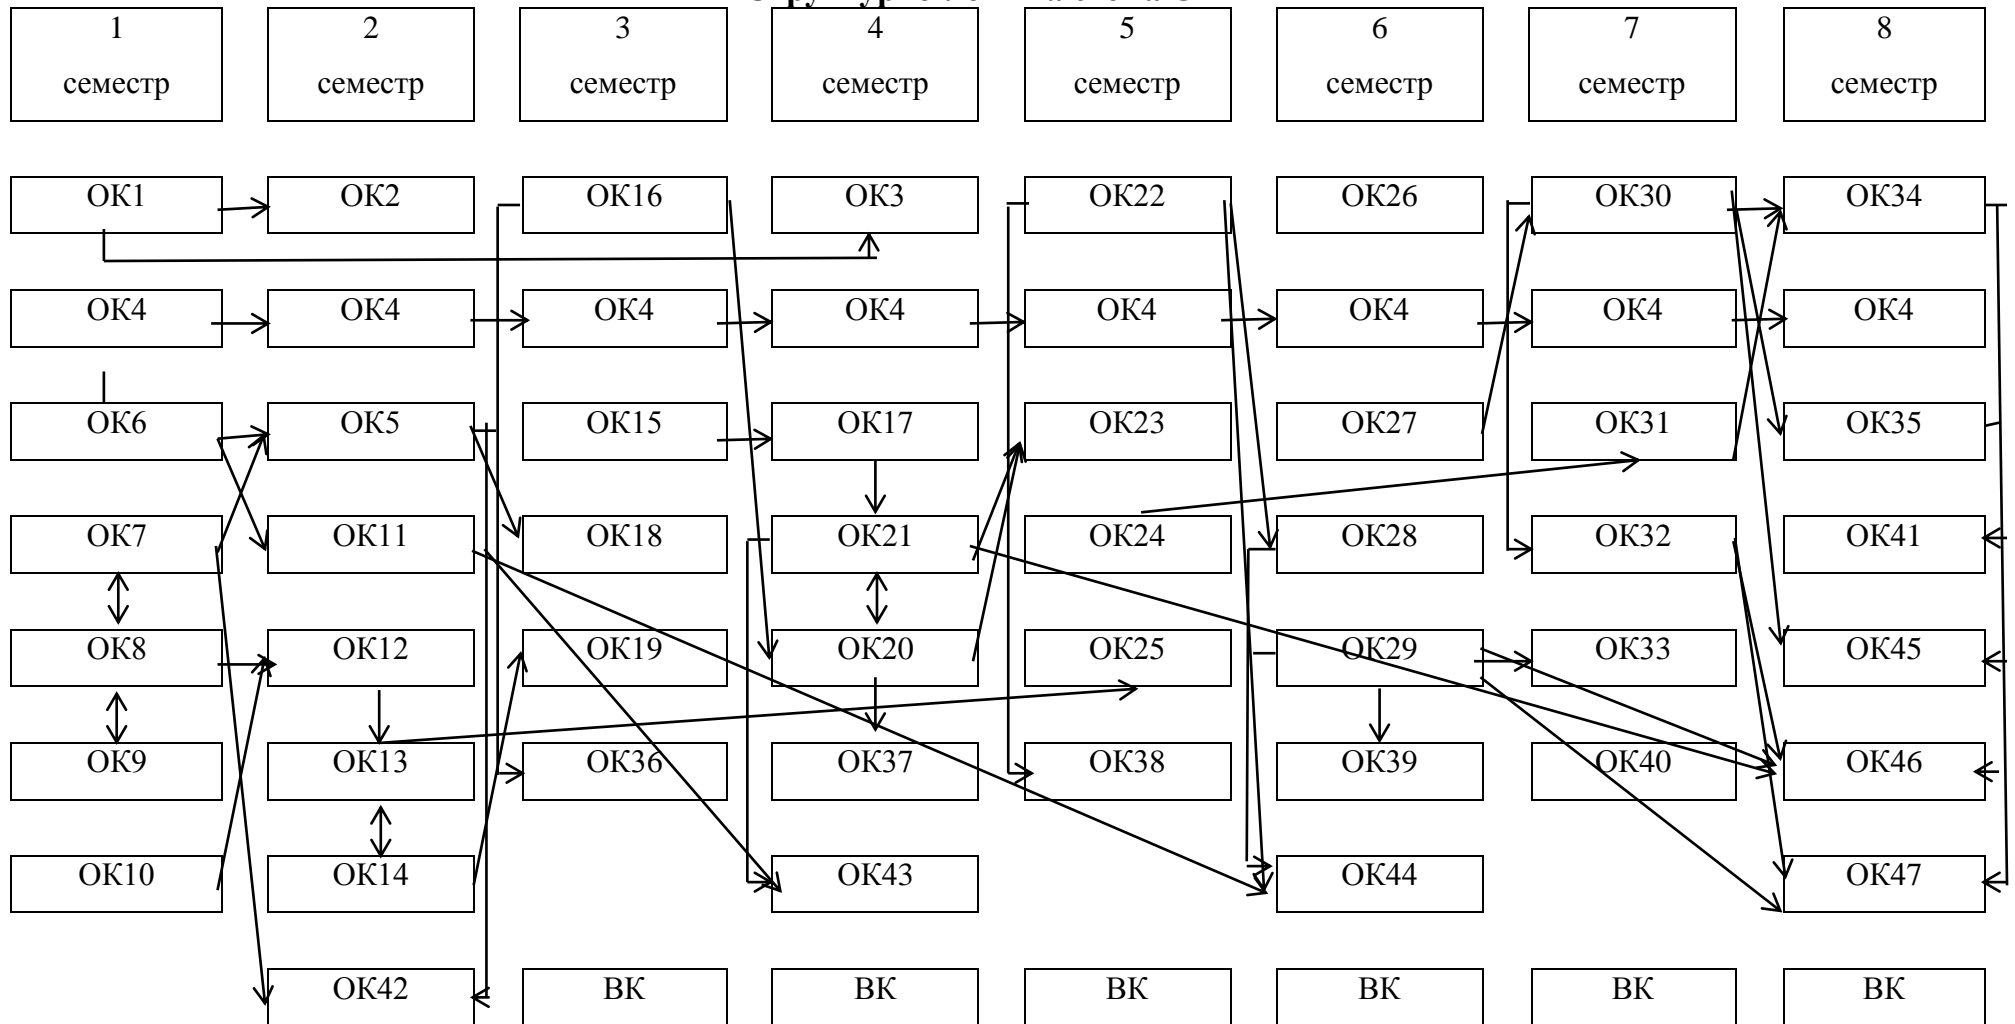 1 2 3 4 5 6 7 8
семестр семестр семестр семестр семестр семестр семестр семестр
ОК1 ОК2 ОК16 ОК3 ОК22 ОК26 ОК30 ОК34
ОК4 ОК4 ОК4 ОК4 ОК4 ОК4 ОК4 ОК4
ОК6 ОК5 ОК15 ОК17 ОК23 ОК27 ОК31 ОК35
ОК7 ОК11 ОК18 ОК21 ОК24 ОК28 ОК32 ОК41
ОК8 ОК12 ОК19 ОК20 ОК25 ОК29 ОК33 ОК45
ОК9 ОК13 ОК36 ОК37 ОК38 ОК39 ОК40 ОК46
ОК10 ОК14 ОК43 ОК44 ОК47
ОК42 ВК ВК ВК ВК ВК ВК